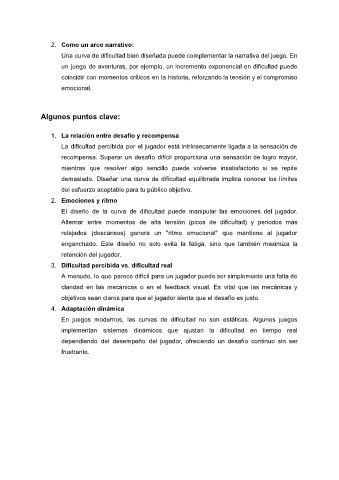 2. Como un arco narrativo:
Una curva de dificultad bien diseñada puede complementar la narrativa del juego. En
un juego de aventuras, por ejemplo, un incremento exponencial en dificultad puede
coincidir con momentos críticos en la historia, reforzando la tensión y el compromiso
emocional.
Algunos puntos clave:
1. La relación entre desafío y recompensa
La dificultad percibida por el jugador está intrínsecamente ligada a la sensación de
recompensa. Superar un desafío difícil proporciona una sensación de logro mayor,
mientras que resolver algo sencillo puede volverse insatisfactorio si se repite
demasiado. Diseñar una curva de dificultad equilibrada implica conocer los límites
del esfuerzo aceptable para tu público objetivo.
2. Emociones y ritmo
El diseño de la curva de dificultad puede manipular las emociones del jugador.
Alternar entre momentos de alta tensión (picos de dificultad) y periodos más
relajados (descansos) genera un "ritmo emocional" que mantiene al jugador
enganchado. Este diseño no solo evita la fatiga, sino que también maximiza la
retención del jugador.
3. Dificultad percibida vs. dificultad real
A menudo, lo que parece difícil para un jugador puede ser simplemente una falta de
claridad en las mecánicas o en el feedback visual. Es vital que las mecánicas y
objetivos sean claros para que el jugador sienta que el desafío es justo.
4. Adaptación dinámica
En juegos modernos, las curvas de dificultad no son estáticas. Algunos juegos
implementan sistemas dinámicos que ajustan la dificultad en tiempo real
dependiendo del desempeño del jugador, ofreciendo un desafío continuo sin ser
frustrante.